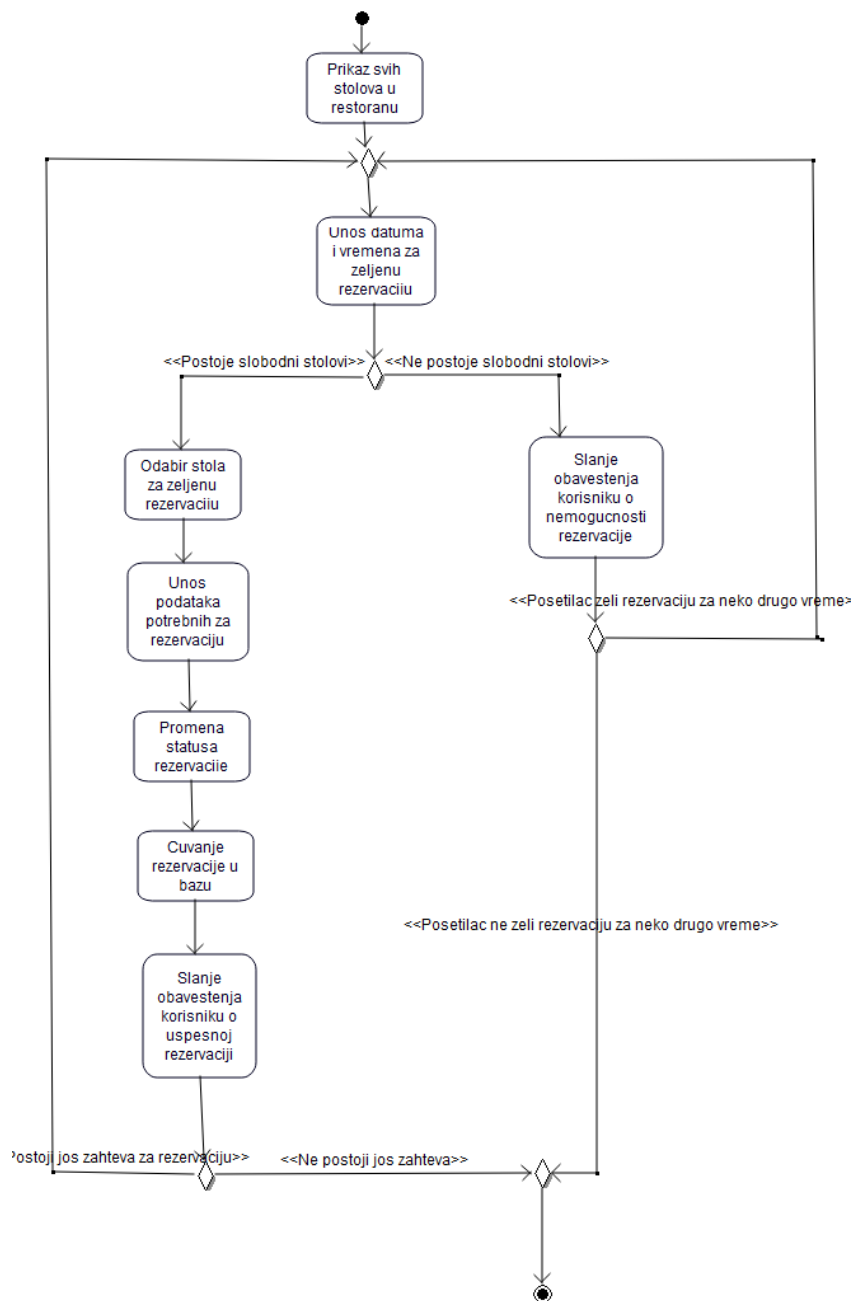 Prikaz svih
stolova u
restoranu
Unos datuma
i vremena za
zeljenu
rezervaciiu
<<Postoje slobodni stolovi>>
<<Ne postoje slobodni stolovi>>
Odabir stola
za zeljenu
rezervaciiu
Slanje
obavestenja
korisniku o
nemogucnosti
rezervacije
Unos
podataka
potrebnih za
rezervaciju
<<Posetilac zeli rezervaciju za neko drugo vreme>
Promena
statusa
rezervaciie
Cuvanje
rezervacije u
bazu
<<Posetilac ne zeli rezervaciju za neko drugo vreme>>
Slanje
obavestenja
korisniku o
uspesnoj
rezervaciji
Postoji jos zahteva za rezervaciju>>
<<Ne postoji jos zahteva>>